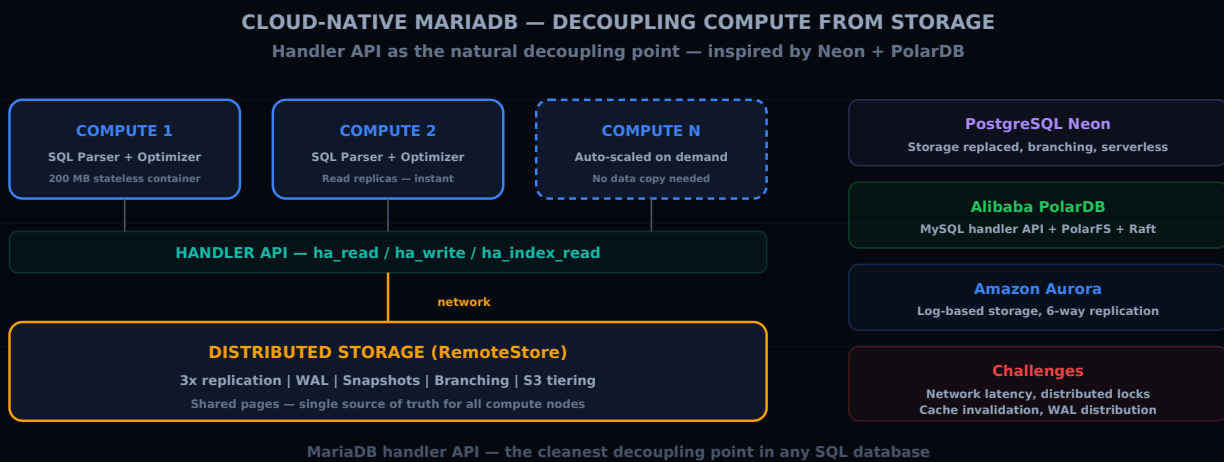 CLOUD-NATIVE MARIADB — DECOUPLING COMPUTE FROM STORAGE
Handler API as the natural decoupling point — inspired by Neon + PolarDB
COMPUTE 1
SQL Parser + Optimizer
200 MB stateless container
COMPUTE 2
SQL Parser + Optimizer
Read replicas — instant
COMPUTE N
Auto-scaled on demand
No data copy needed
HANDLER API — ha_read / ha_write / ha_index_read
network
DISTRIBUTED STORAGE (RemoteStore)
3x replication | WAL | Snapshots | Branching | S3 tiering
Shared pages — single source of truth for all compute nodes
PostgreSQL Neon
Storage replaced, branching, serverless
Alibaba PolarDB
MySQL handler API + PolarFS + Raft
Amazon Aurora
Log-based storage, 6-way replication
Challenges
Network latency, distributed locks
Cache invalidation, WAL distribution
MariaDB handler API — the cleanest decoupling point in any SQL database